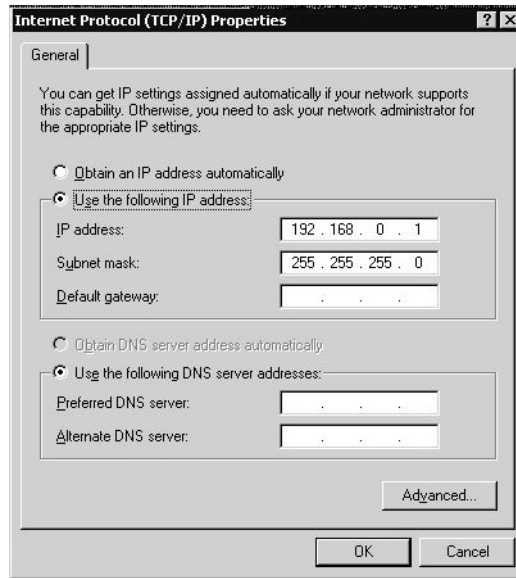 Internet Protocol (TCP/IP) Properties
General
You can get IP settings assigned automatically if your network supports
this capability. Otherwise, you need to ask your network administrator for
the appropriate IP settings.
Obtain an IP address automatically
Use the following IP address:
IP address: 192 . 168 . 0 . 1
Subnet mask: 255 . 255 . 255 . 0
Default gateway: . . .
Obtain DNS server address automatically
Use the following DNS server addresses:
Preferred DNS server: . . .
Alternate DNS server: . . .
Advanced...
OK Cancel